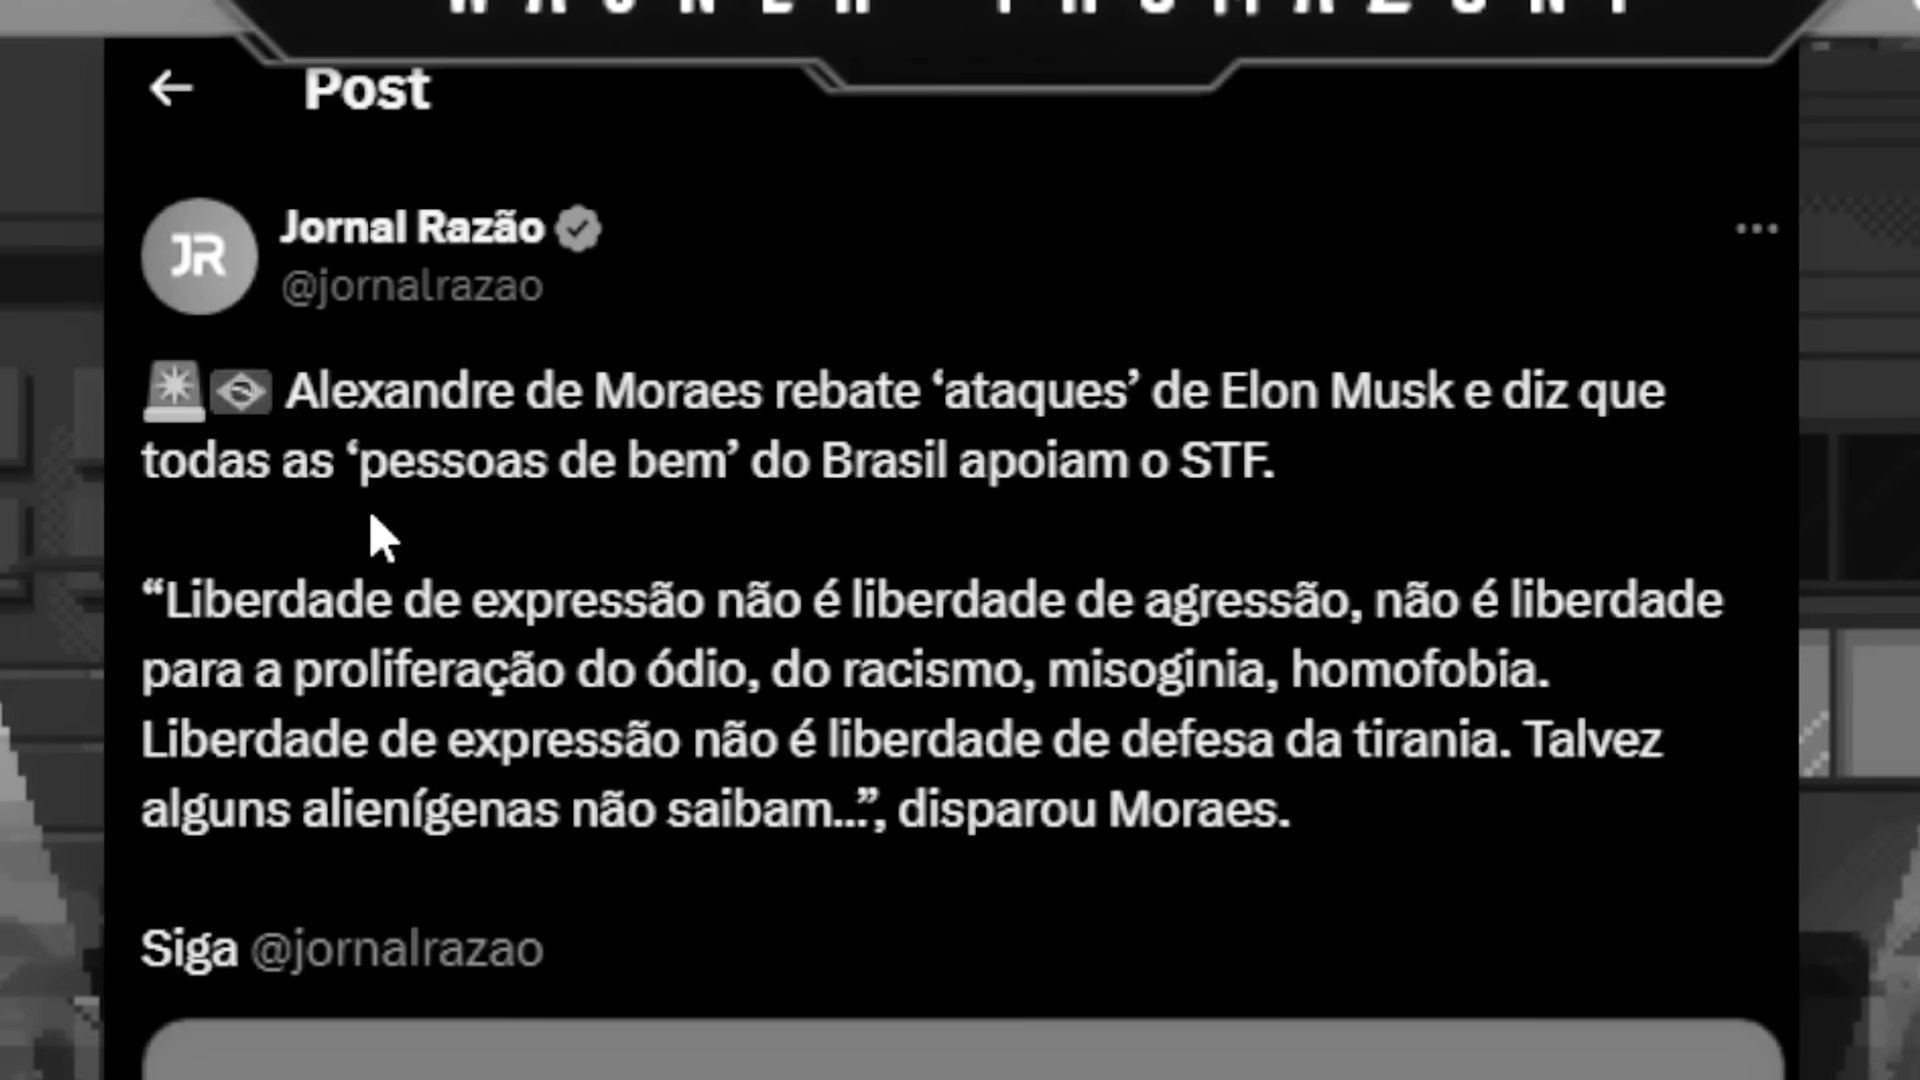 WAGNER THOMAZONI
Post
JR
Jornal Razão
@jornalrazao
Alexandre de Moraes rebate ‘ataques’ de Elon Musk e diz que
todas as ‘pessoas de bem’ do Brasil apoiam o STF.
“Liberdade de expressão não é liberdade de agressão, não é liberdade
para a proliferação do ódio, do racismo, misoginia, homofobia.
Liberdade de expressão não é liberdade de defesa da tirania. Talvez
alguns alienígenas não saibam...”, disparou Moraes.
Siga @jornalrazao